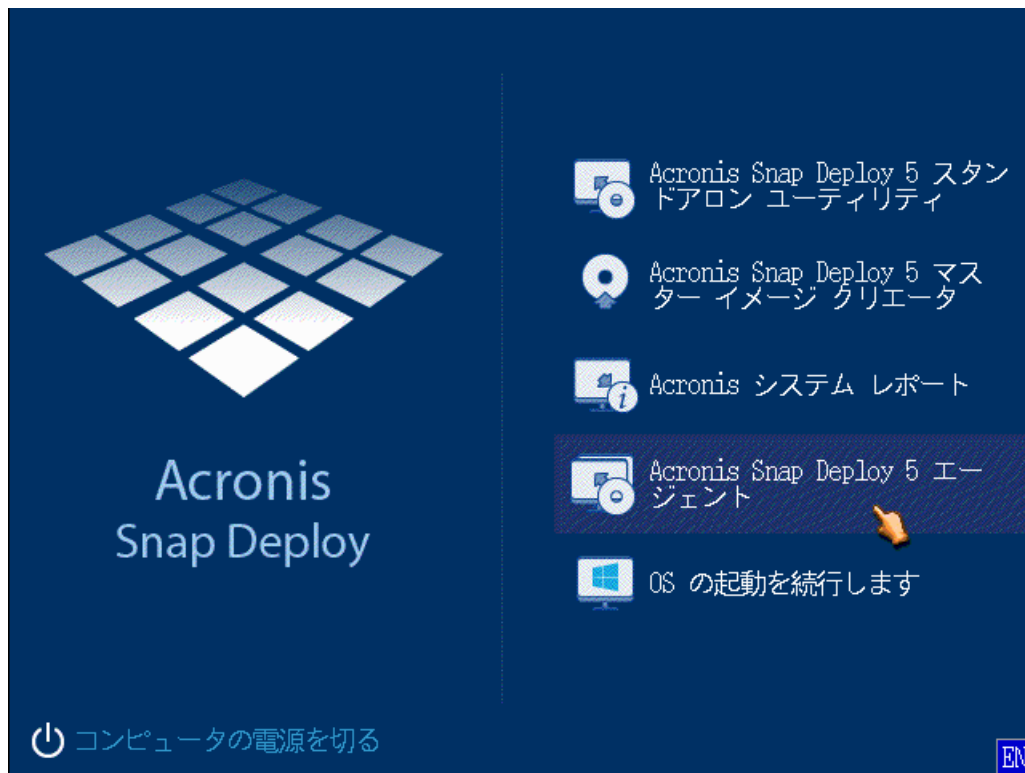 Acronis
Snap Deploy
Acronis Snap Deploy 5 スタン
ドアロン ユーティリティ
Acronis Snap Deploy 5 マス
ター イメージ クリエータ
Acronis システム レポート
Acronis Snap Deploy 5 エー
ジェント
OS の起動を続行します
コンピュータの電源を切る
EN